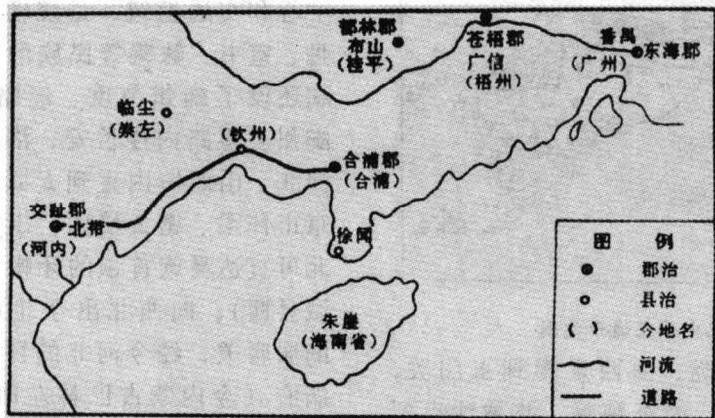 鬱林郡
布山
(桂平)
苍梧郡
广信
(梧州)
番禺
(广州)
东海郡
临尘
(崇左)
(钦州)
合浦郡
(合浦)
交趾郡
北带
(河内)
徐闻
朱崖
(海南省)
图 例
郡治
县治
( ) 今地名
河流
道路